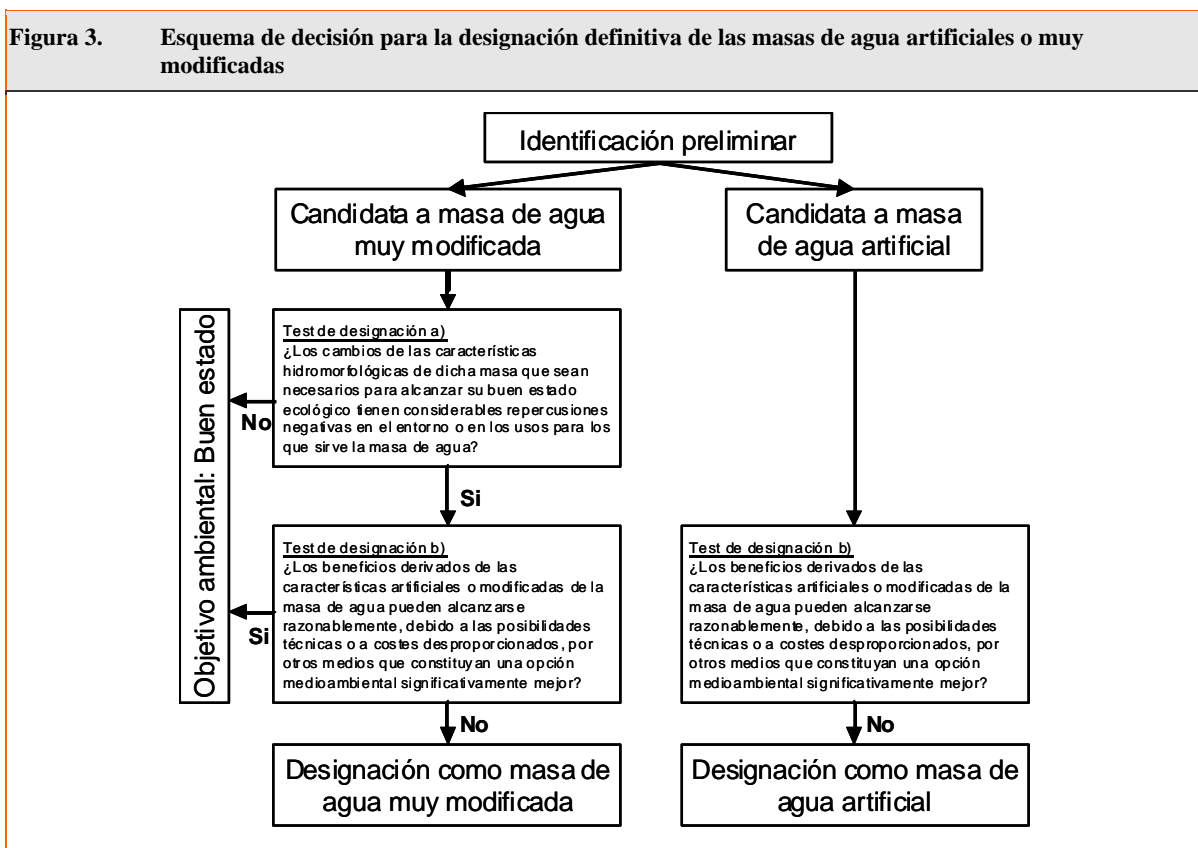 Figura 3. Esquema de decisión para la designación definitiva de las masas de agua artificiales o muy
modificadas
Identificación preliminar
Candidata a masa de agua
muy modificada
Candidata a masa
de agua artificial
Objetivo ambiental: Buen estado
Test de designación a)
¿Los cambios de las características
hidromorfológicas de dicha masa que sean
necesarios para alcanzar su buen estado
ecológico tienen considerables repercusiones
negativas en el entorno o en los usos para los
que sirve la masa de agua?
No
Si
Test de designación b)
¿Los beneficios derivados de las
características artificiales o modificadas de la
masa de agua pueden alcanzarse
razonablemente, debido a las posibilidades
técnicas o a costes desproporcionados, por
otros medios que constituyan una opción
medioambiental significativamente mejor?
Si
No
Designación como masa de
agua muy modificada
Test de designación b)
¿Los beneficios derivados de las
características artificiales o modificadas de la
masa de agua pueden alcanzarse
razonablemente, debido a las posibilidades
técnicas o a costes desproporcionados, por
otros medios que constituyan una opción
medioambiental significativamente mejor?
No
Designación como masa de
agua artificial